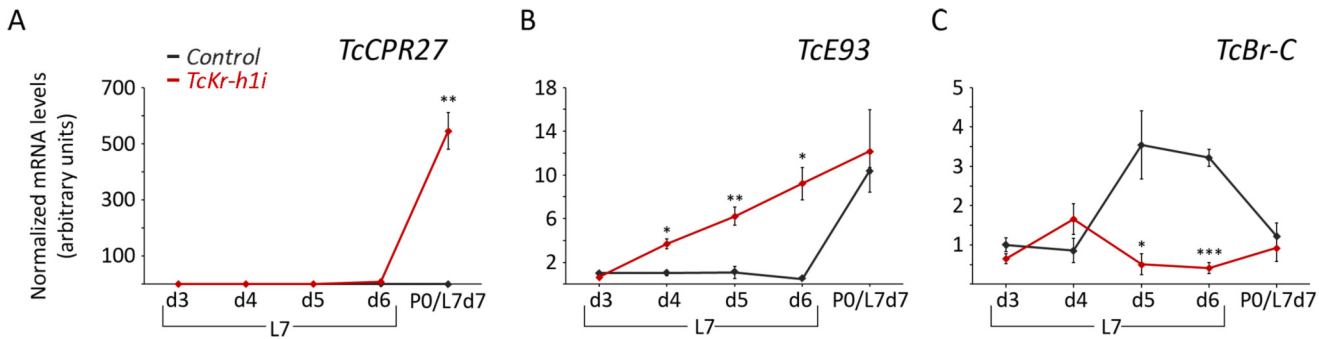 A
TcCPR27
Control
TcKr-h1i
Normalized mRNA levels
(arbitrary units)
700
500
300
100
**
d3 d4 d5 d6 P0/L7d7
L7
B
TcE93
18
14
10
6
2
* ** *
d3 d4 d5 d6 P0/L7d7
L7
C
TcBr-C
5
4
3
2
1
* ***
d3 d4 d5 d6 P0/L7d7
L7